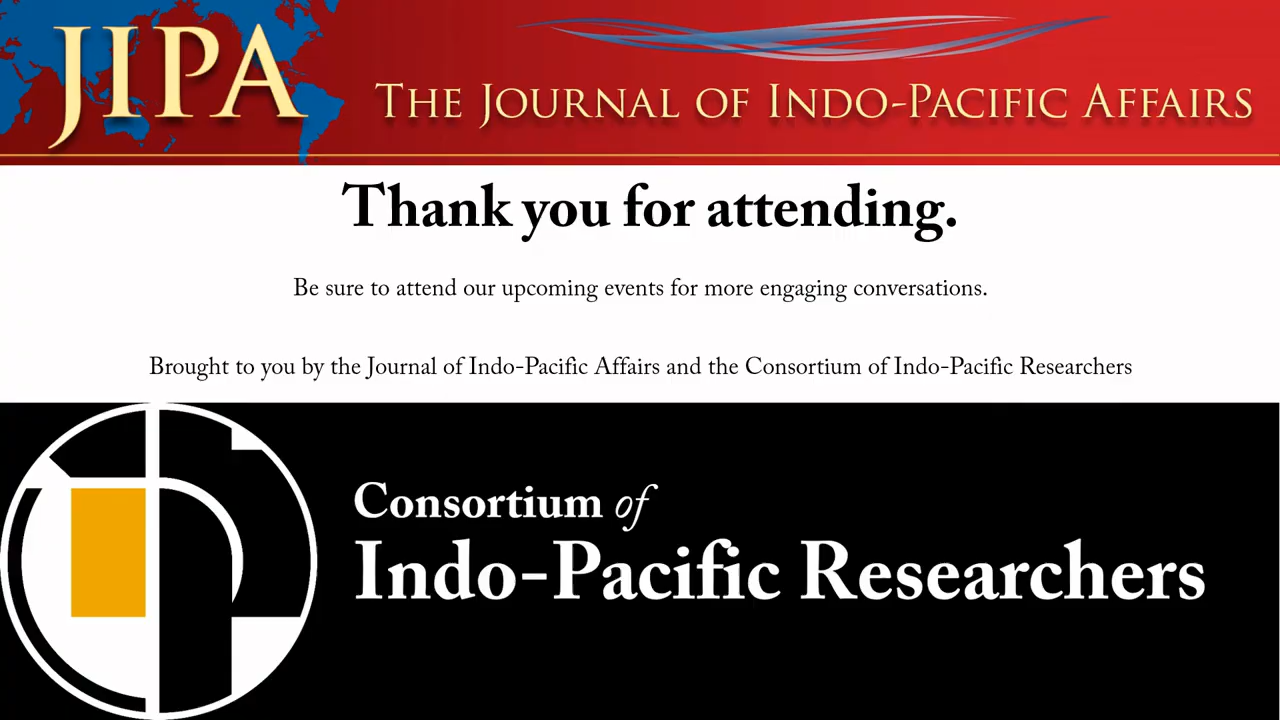 JIPA
THE JOURNAL OF INDO-PACIFIC AFFAIRS
Thank you for attending.
Be sure to attend our upcoming events for more engaging conversations.
Brought to you by the Journal of Indo-Pacific Affairs and the Consortium of Indo-Pacific Researchers
Consortium of
Indo-Pacific Researchers